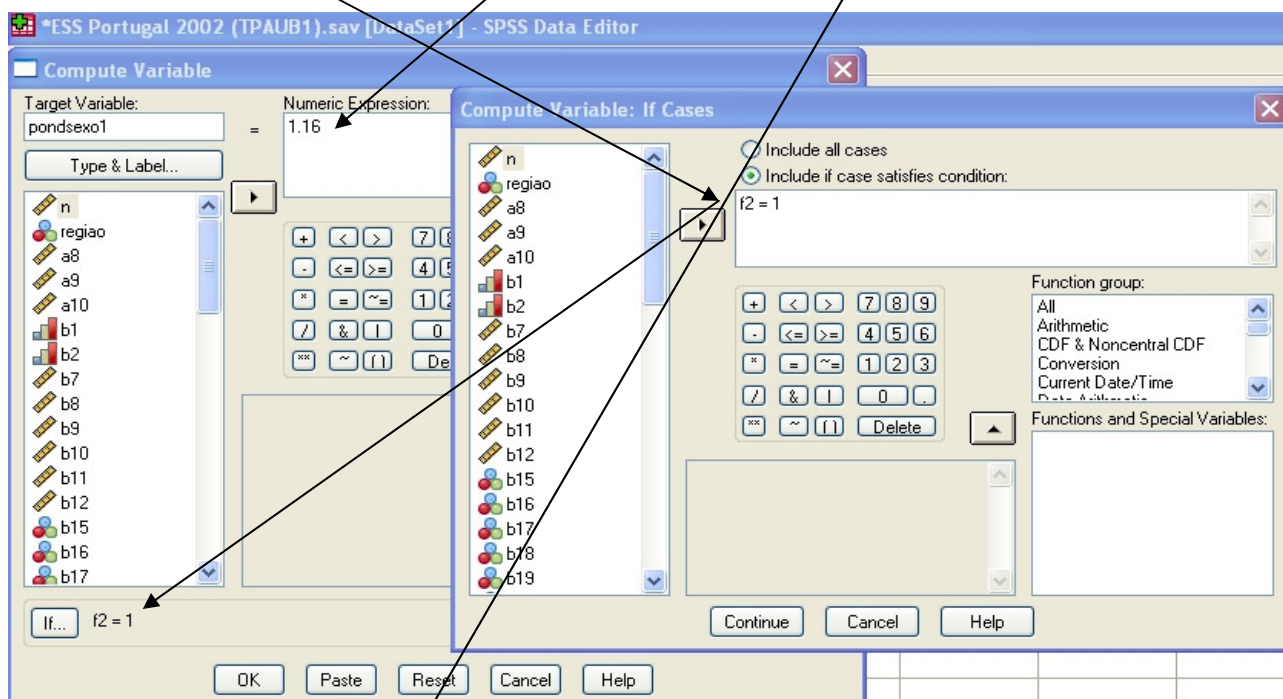 *ESS Portugal 2002 (TPAUB1).sav [DataSet1] - SPSS Data Editor
Compute Variable
Target Variable:
pondsexo1
=
Numeric Expression:
1.16
Type & Label...
n
regiao
a8
a9
a10
b1
b2
b7
b8
b9
b10
b11
b12
b15
b16
b17
+ < > 7
- <= >= 4
* = ~= 1
/ & | 0
** ~ ()
If...
f2 = 1
OK Paste Reset Cancel Help
Compute Variable: If Cases
n
regiao
a8
a9
a10
b1
b2
b7
b8
b9
b10
b11
b12
b15
b16
b17
b18
b19
Include all cases
Include if case satisfies condition:
f2 = 1
+ < > 7 8 9
- <= >= 4 5 6
* = ~= 1 2 3
/ & | 0 .
** ~ () Delete
Function group:
All
Arithmetic
CDF & Noncentral CDF
Conversion
Current Date/Time
Functions and Special Variables:
Continue Cancel Help